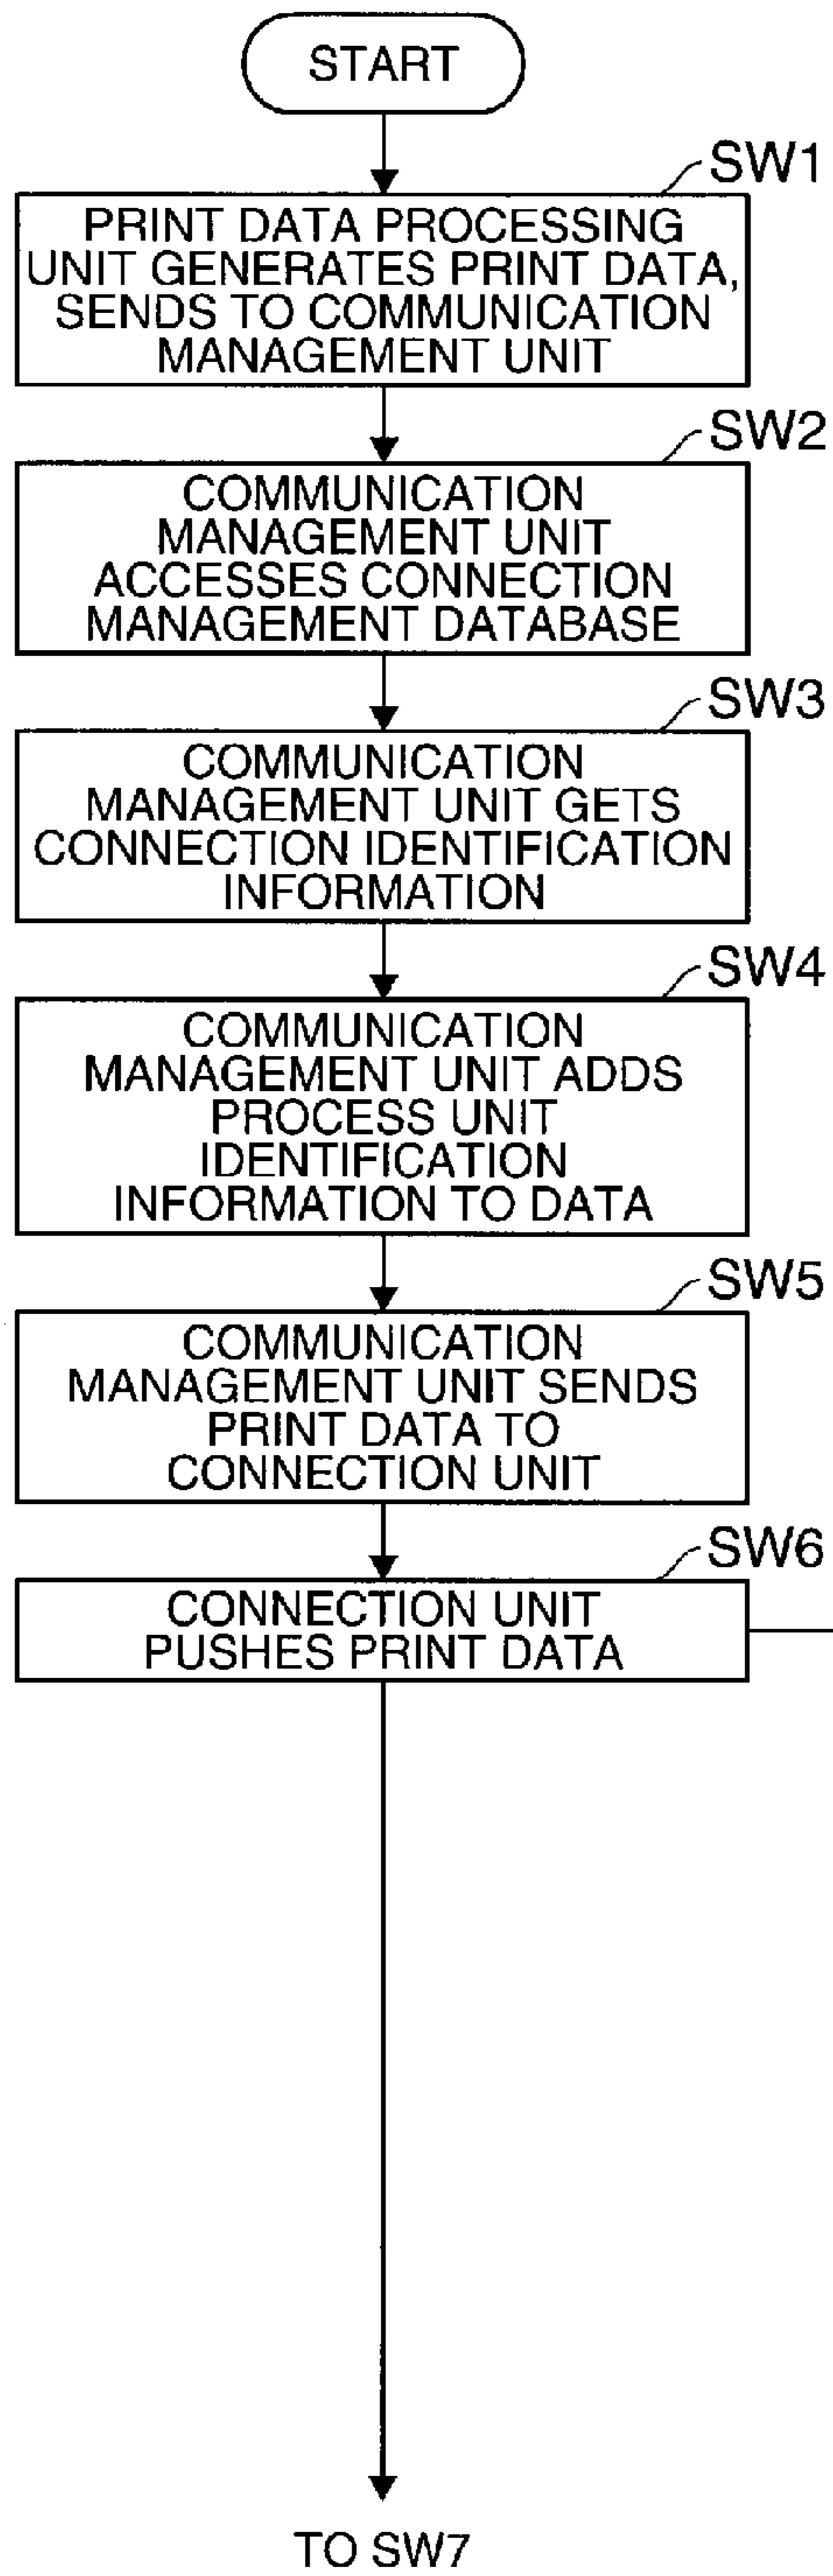 START
SW1
PRINT DATA PROCESSING
UNIT GENERATES PRINT DATA,
SENDS TO COMMUNICATION
MANAGEMENT UNIT
SW2
COMMUNICATION
MANAGEMENT UNIT
ACCESSES CONNECTION
MANAGEMENT DATABASE
SW3
COMMUNICATION
MANAGEMENT UNIT GETS
CONNECTION IDENTIFICATION
INFORMATION
SW4
COMMUNICATION
MANAGEMENT UNIT ADDS
PROCESS UNIT
IDENTIFICATION
INFORMATION TO DATA
SW5
COMMUNICATION
MANAGEMENT UNIT SENDS
PRINT DATA TO
CONNECTION UNIT
SW6
CONNECTION UNIT
PUSHES PRINT DATA
TO SW7